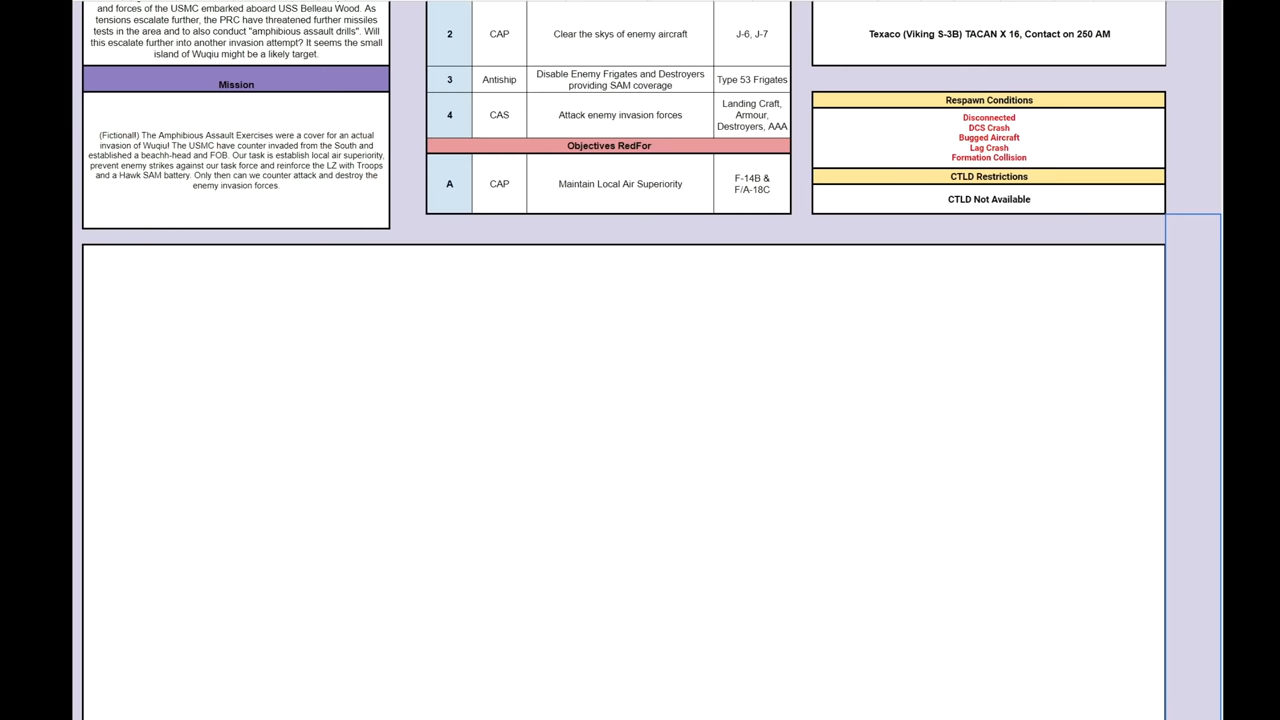 and forces of the USMC embarked aboard USS Belleau Wood. As
tensions escalate further, the PRC have threatened further missiles
tests in the area and to also conduct "amphibious assault drills". Will
this escalate further into another invasion attempt? It seems the small
island of Wuqiu might be a likely target.
Mission
(Fictional!) The Amphibious Assault Exercises were a cover for an actual
invasion of Wuqiu! The USMC have counter invaded from the South and
established a beachh-head and FOB. Our task is establish local air superiority,
prevent enemy strikes against our task force and reinforce the LZ with Troops
and a Hawk SAM battery. Only then can we counter attack and destroy the
enemy invasion forces.
2
CAP
Clear the skys of enemy aircraft
J-6, J-7
3
Antiship
Disable Enemy Frigates and Destroyers
providing SAM coverage
Type 53 Frigates
4
CAS
Attack enemy invasion forces
Landing Craft,
Armour,
Destroyers, AAA
Objectives RedFor
A
CAP
Maintain Local Air Superiority
F-14B &
F/A-18C
Texaco (Viking S-3B) TACAN X 16, Contact on 250 AM
Respawn Conditions
Disconnected
DCS Crash
Bugged Aircraft
Lag Crash
Formation Collision
CTLD Restrictions
CTLD Not Available